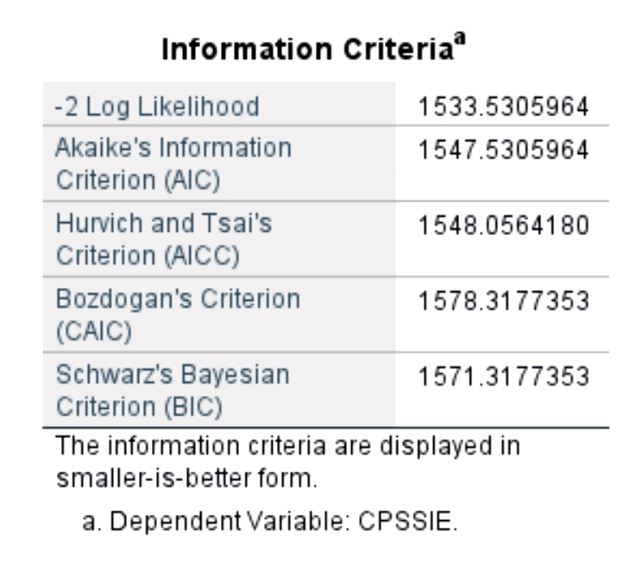 Information Criteriaª
-2 Log Likelihood 1533.5305964
Akaike's Information
Criterion (AIC) 1547.5305964
Hurvich and Tsai's
Criterion (AICC) 1548.0564180
Bozdogan's Criterion
(CAIC) 1578.3177353
Schwarz's Bayesian
Criterion (BIC) 1571.3177353
The information criteria are displayed in
smaller-is-better form.
a. Dependent Variable: CPSSIE.